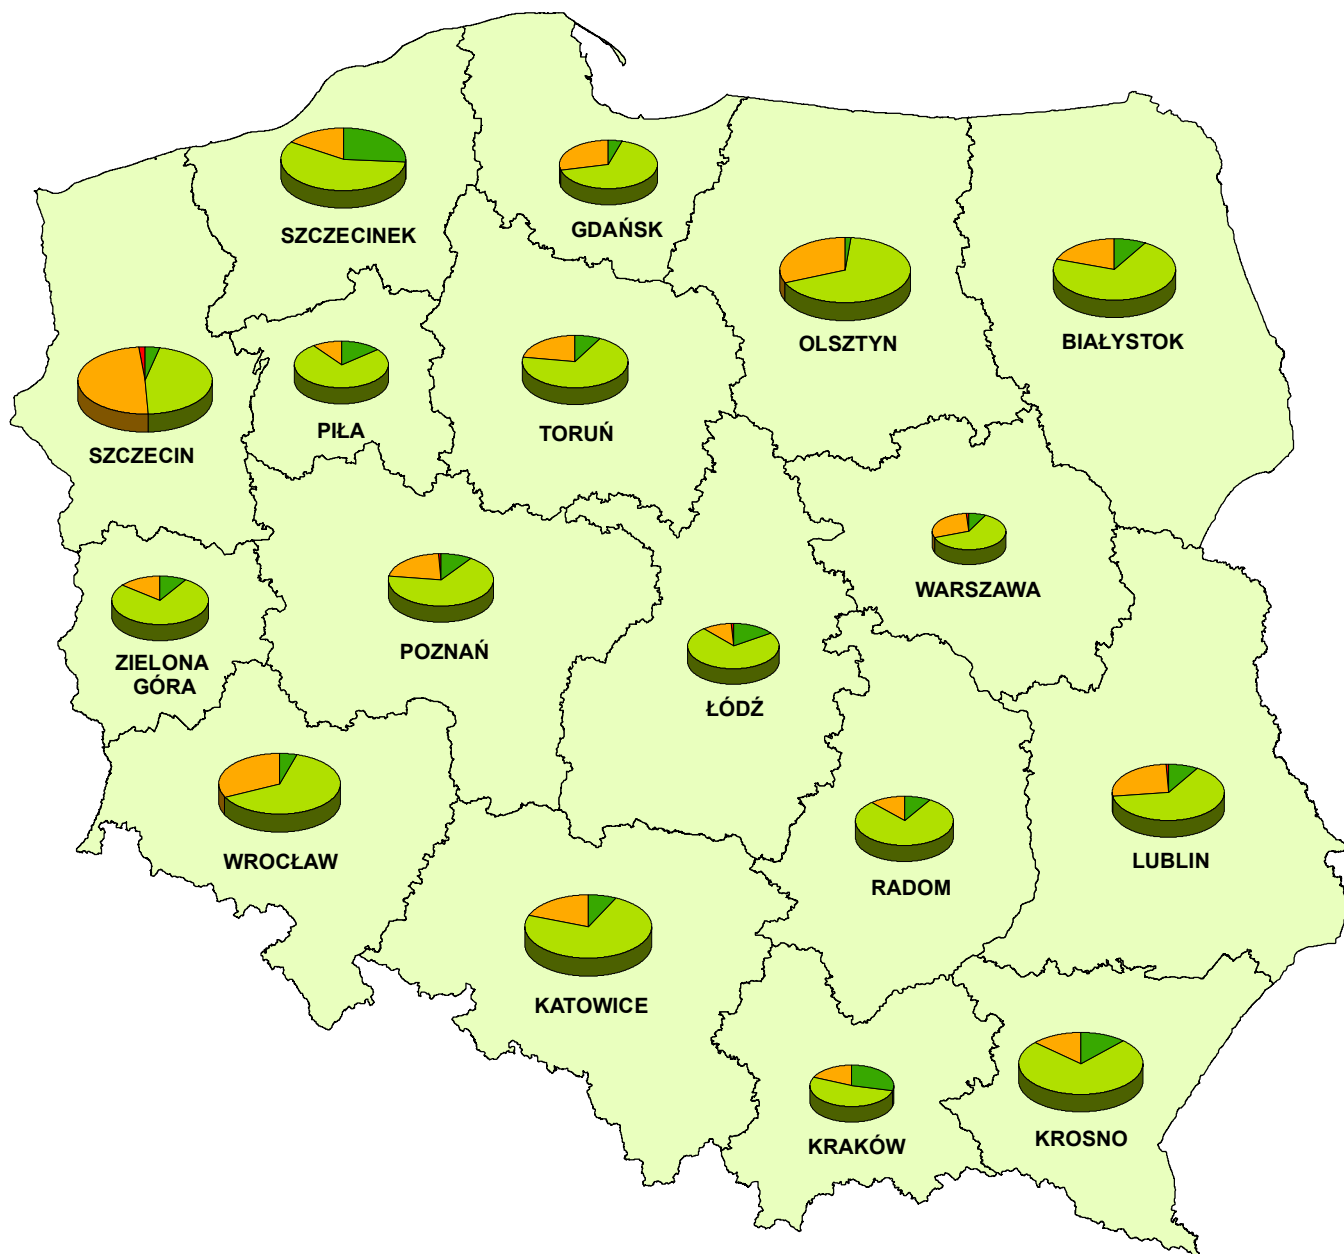 GDAŃSK
SZCZECINEK
OLSZTYN
BIAŁYSTOK
PIŁA
TORUŃ
SZCZECIN
WARSZAWA
POZNAŃ
ZIELONA
GÓRA
ŁÓDŹ
WROCŁAW
LUBLIN
RADOM
KATOWICE
KROSNO
KRAKÓW